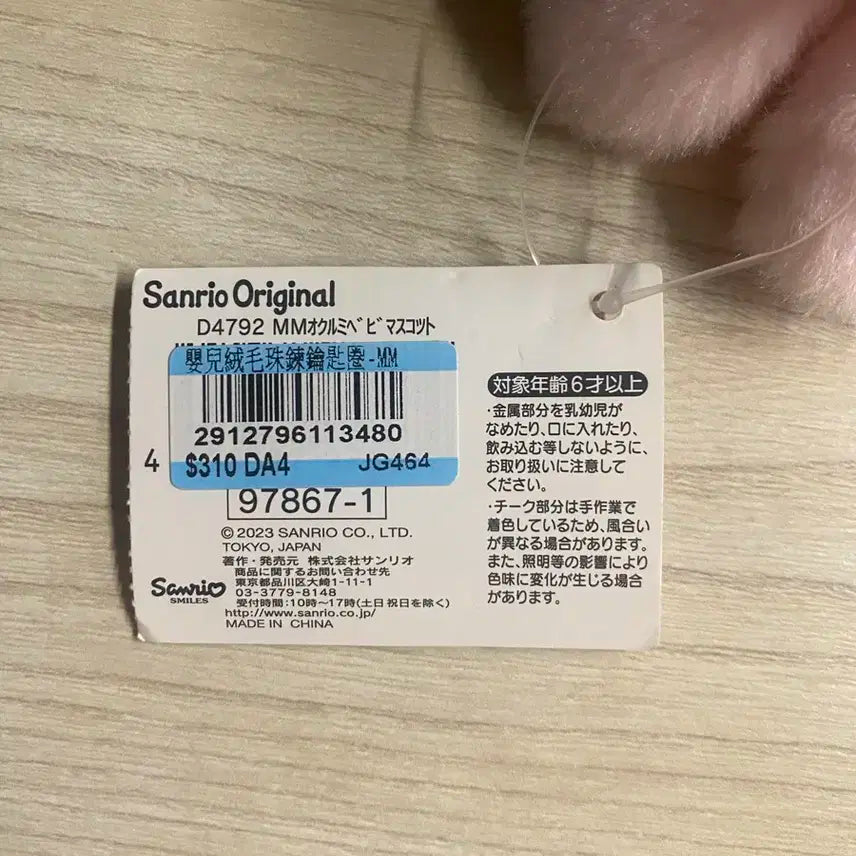 Sanrio Original
D4792 MMオクルミベビマスコット
嬰兒絨毛珠鍊鑰匙圈-MM
2912796113480
4
$310 DA4 JG464
97867-1
© 2023 SANRIO CO., LTD.
TOKYO, JAPAN
著作・発売元 株式会社サンリオ
商品に関するお問い合わせ先
東京都品川区大崎1-11-1
03-3779-8148
受付時間:10時~17時(土日祝日を除く)
http://www.sanrio.co.jp/
MADE IN CHINA
Sanrio
SMILES
対象年齢6才以上
・金属部分を乳幼児が
なめたり、口に入れたり、
飲み込む等しないように、
お取り扱いに注意して
ください。
・チーク部分は手作業で
着色しているため、風合い
が異なる場合があります。
また、照明等の影響により
色味に変化が生じる場合
があります。